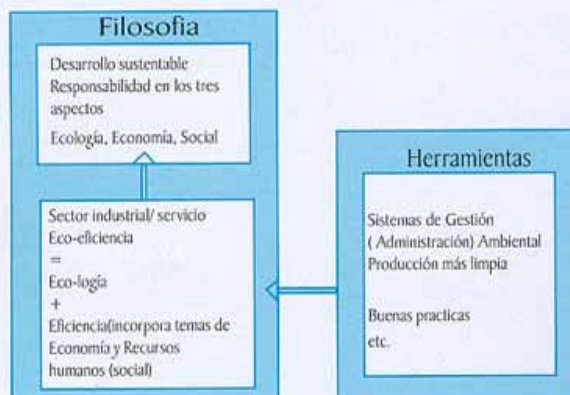 Filosofia
Desarrollo sustentable
Responsabilidad en los tres
aspectos
Ecología, Economía, Social
Sector industrial/ servicio
Eco-eficiencia
=
Eco-logía
+
Eficiencia(incorpora temas de
Economía y Recursos
humanos (social)
Herramientas
Sistemas de Gestión
( Administración) Ambiental
Producción más limpia
Buenas practicas
etc.